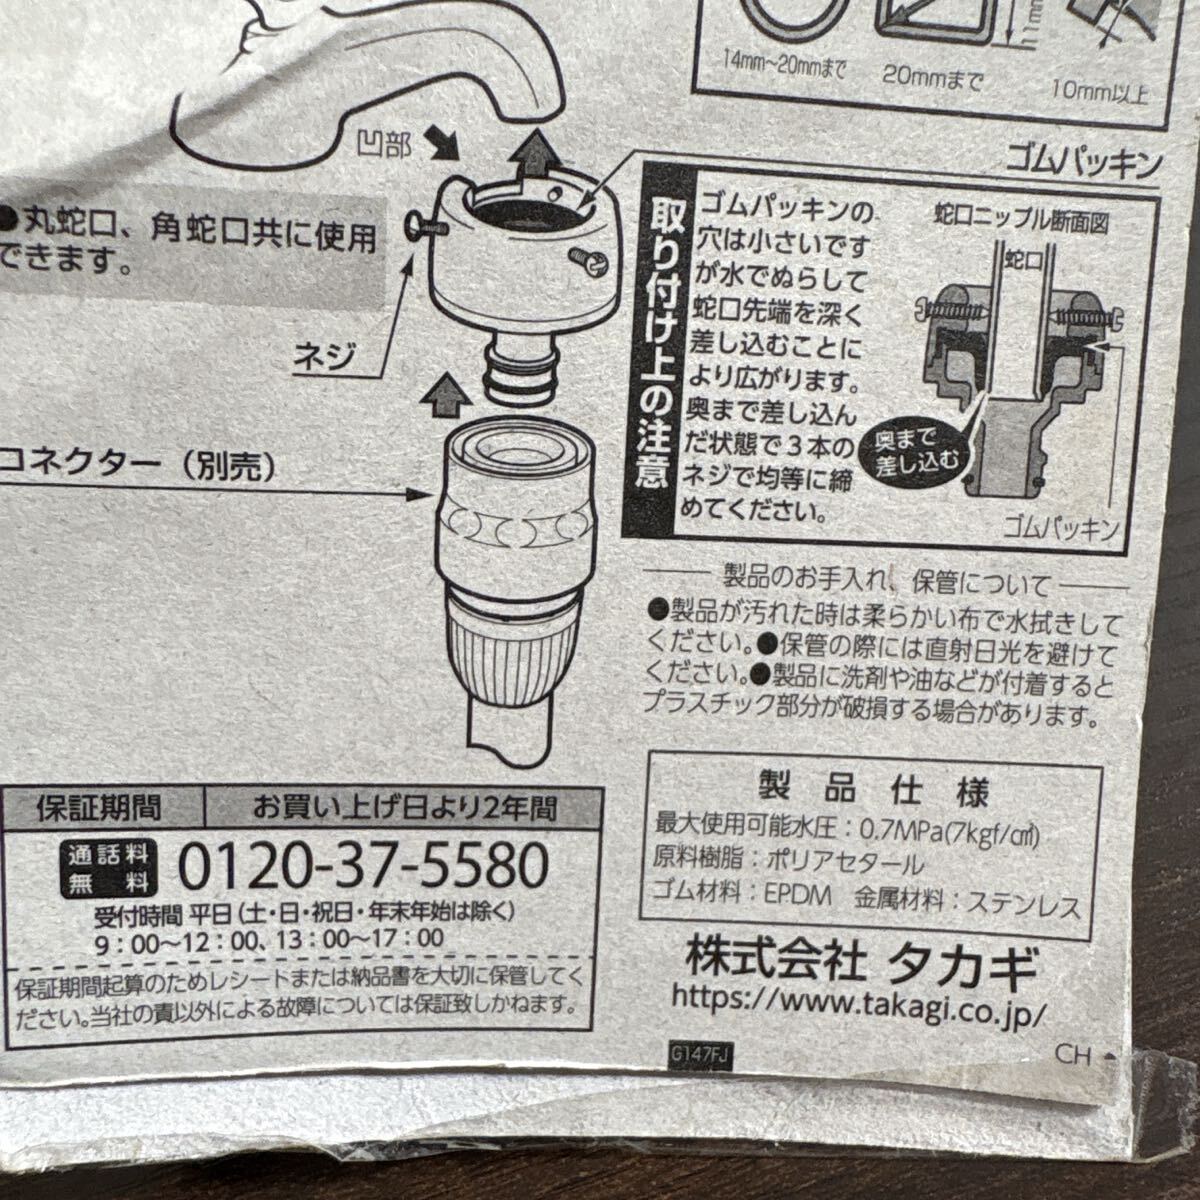 14mm~20mmまで
20mmまで
10mm以上
凹部
ゴムパッキン
●丸蛇口、角蛇口共に使用
できます。
ネジ
コネクター（別売）
取り付け上の注意
ゴムパッキンの
穴は小さいです
が水でぬらして
蛇口先端を深く
差し込むことに
より広がります。
奥まで差し込ん
だ状態で3本の
ネジで均等に締
めてください。
蛇口ニップル断面図
蛇口
奥まで
差し込む
ゴムパッキン
製品のお手入れ、保管について
●製品が汚れた時は柔らかい布で水拭きして
ください。●保管の際には直射日光を避けて
ください。●製品に洗剤や油などが付着すると
プラスチック部分が破損する場合があります。
保証期間 お買い上げ日より2年間
通話料
無料
0120-37-5580
受付時間 平日（土・日・祝日・年末年始は除く）
9：00～12：00、13：00～17：00
保証期間起算のためレシートまたは納品書を大切に保管してく
ださい。当社の責以外による故障については保証致しかねます。
製品仕様
最大使用可能水圧：0.7MPa(7kgf/㎠)
原料樹脂：ポリアセタール
ゴム材料：EPDM 金属材料：ステンレス
株式会社 タカギ
https://www.takagi.co.jp/
G147FJ
CH